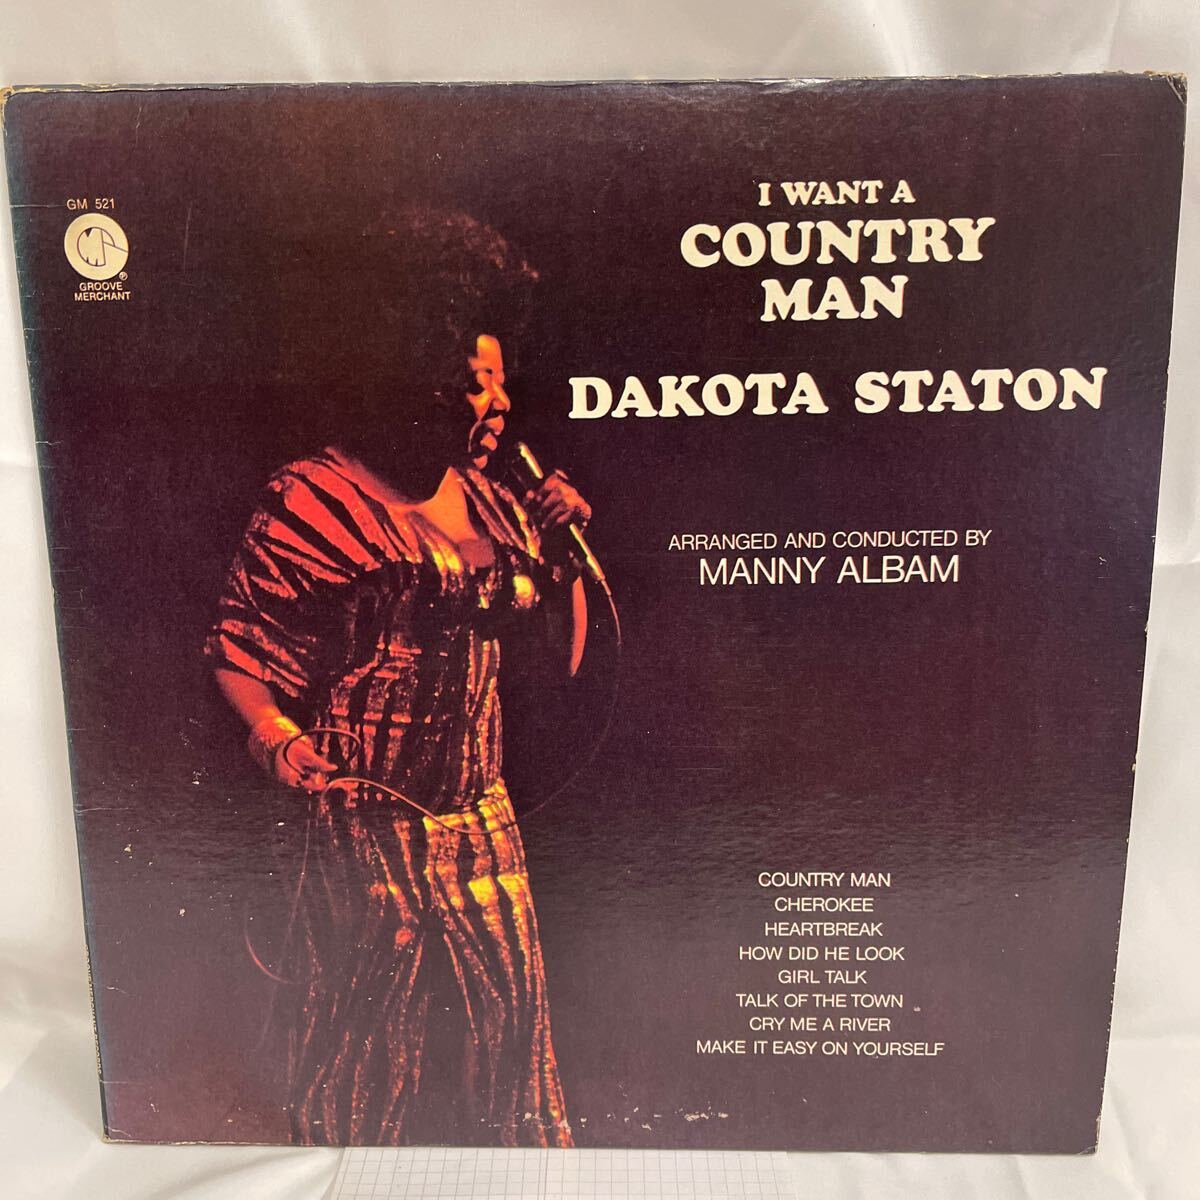 GM 521
GROOVE
MERCHANT
I WANT A
COUNTRY
MAN
DAKOTA STATON
ARRANGED AND CONDUCTED BY
MANNY ALBAM
COUNTRY MAN
CHEROKEE
HEARTBREAK
HOW DID HE LOOK
GIRL TALK
TALK OF THE TOWN
CRY ME A RIVER
MAKE IT EASY ON YOURSELF